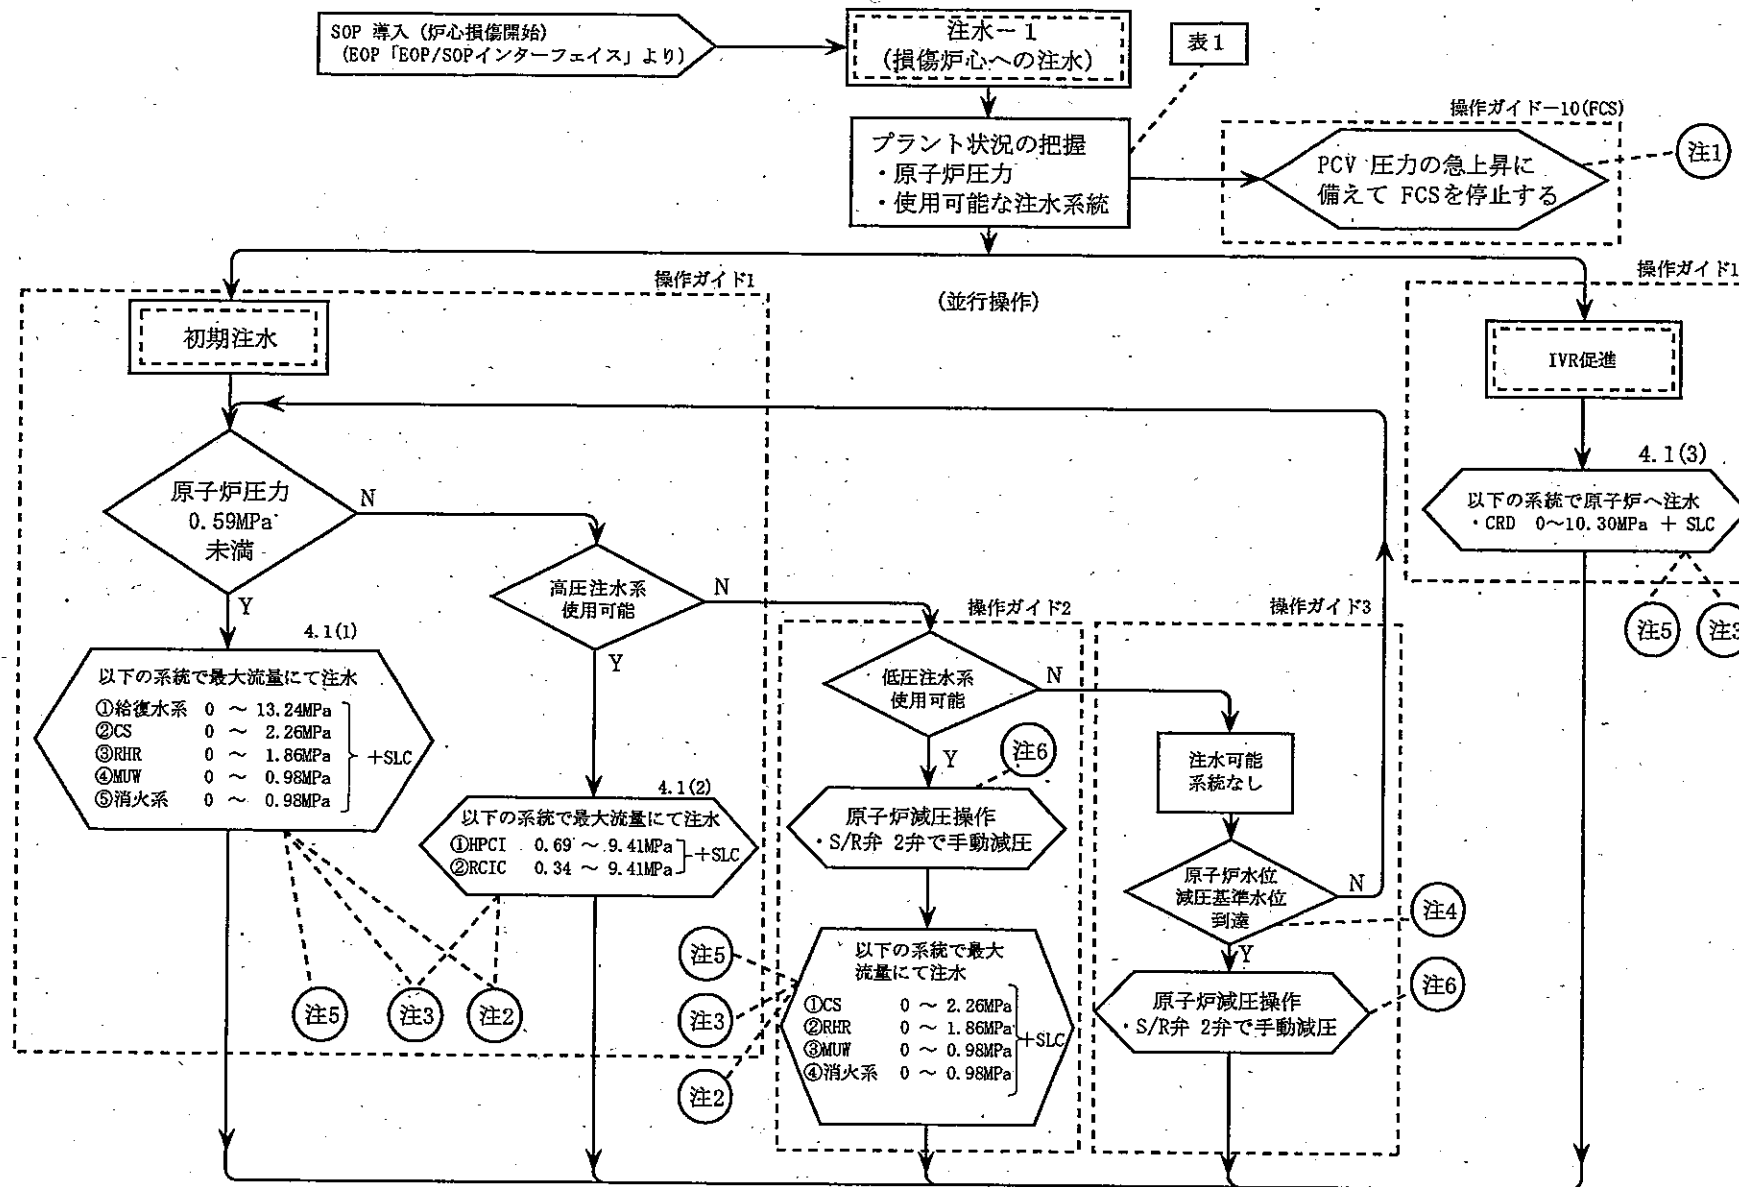 SOP 導入 (炉心損傷開始)
(EOP「EOP/SOPインターフェイス」より)
注水－1
(損傷炉心への注水)
表1
プラント状況の把握
・原子炉圧力
・使用可能な注水系統
操作ガイド－10(FCS)
PCV 圧力の急上昇に
備えて FCSを停止する
注1
操作ガイド1
(並行操作)
操作ガイド1
初期注水
IVR促進
原子炉圧力
0.59MPa
未満
N
Y
高圧注水系
使用可能
N
Y
4.1(3)
以下の系統で原子炉へ注水
・CRD 0～10.30MPa ＋ SLC
注5
注3
4.1(1)
以下の系統で最大流量にて注水
①給復水系 0 ～ 13.24MPa
②CS 0 ～ 2.26MPa
③RHR 0 ～ 1.86MPa
④MUW 0 ～ 0.98MPa
⑤消火系 0 ～ 0.98MPa
＋SLC
4.1(2)
以下の系統で最大流量にて注水
①HPCI 0.69 ～ 9.41MPa
②RCIC 0.34 ～ 9.41MPa
＋SLC
注5
注3
注2
操作ガイド2
低圧注水系
使用可能
N
Y
注6
原子炉減圧操作
・S/R弁 2弁で手動減圧
以下の系統で最大
流量にて注水
①CS 0 ～ 2.26MPa
②RHR 0 ～ 1.86MPa
③MUW 0 ～ 0.98MPa
④消火系 0 ～ 0.98MPa
＋SLC
注5
注3
注2
操作ガイド3
注水可能
系統なし
原子炉水位
減圧基準水位
到達
N
Y
注4
原子炉減圧操作
・S/R弁 2弁で手動減圧
注6